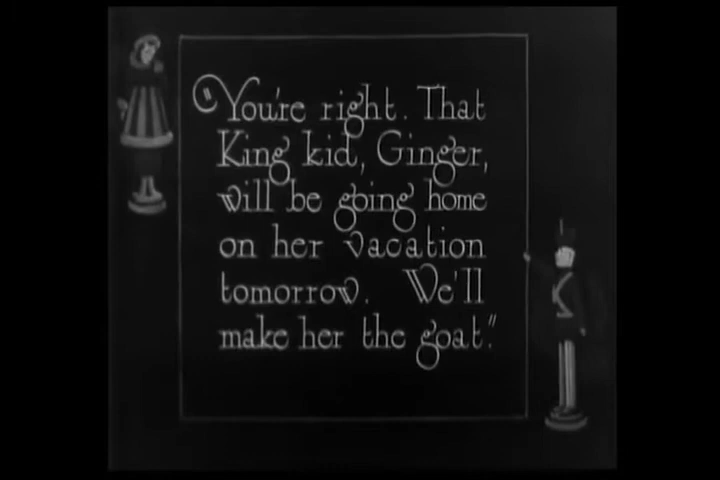 "You're right. That
King kid, Ginger,
will be going home
on her vacation
tomorrow. We'll
make her the goat."